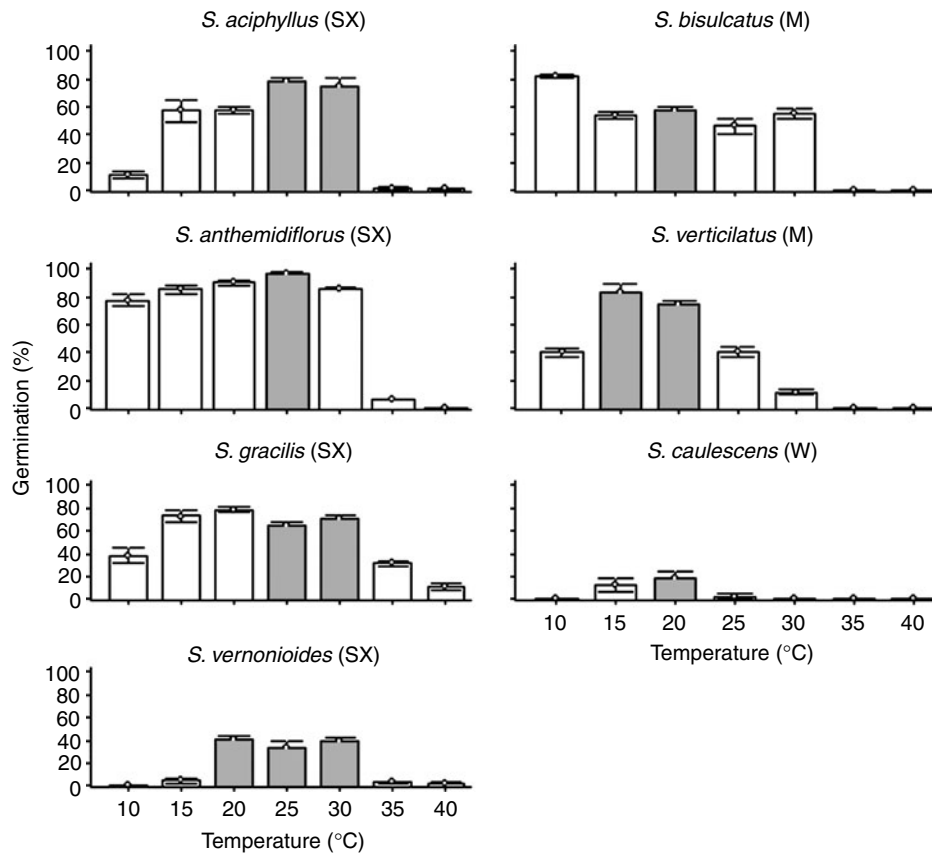 S. aciphyllus (SX)
100
80
60
40
20
0
S. bisulcatus (M)
S. anthemidiflorus (SX)
100
80
60
40
20
0
S. verticilatus (M)
Germination (%)
S. gracilis (SX)
100
80
60
40
20
0
S. caulescens (W)
10 15 20 25 30 35 40
Temperature (°C)
S. vernonioides (SX)
100
80
60
40
20
0
10 15 20 25 30 35 40
Temperature (°C)